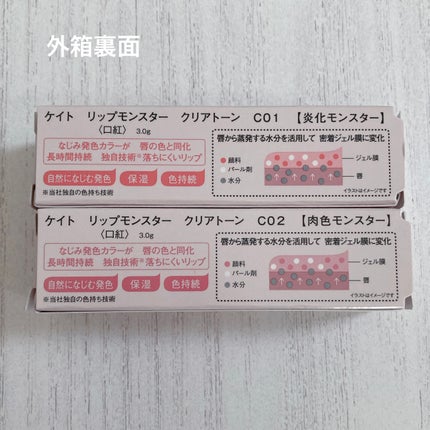 外箱裏面
ケイト リップモンスター クリアトーン C01 【炎化モンスター】
〈口紅〉 3.0g
なじみ発色カラーが 唇の色と同化
長時間持続 独自技術※落ちにくいリップ
自然になじむ発色 保湿 色持続
※当社独自の色持ち技術
唇から蒸発する水分を活用して 密着ジェル膜に変化
顔料
パール剤
水分
ジェル膜
唇
イラストはイメージです
ケイト リップモンスター クリアトーン C02 【肉色モンスター】
〈口紅〉 3.0g
なじみ発色カラーが 唇の色と同化
長時間持続 独自技術※落ちにくいリップ
自然になじむ発色 保湿 色持続
※当社独自の色持ち技術
唇から蒸発する水分を活用して 密着ジェル膜に変化
顔料
パール剤
水分
ジェル膜
唇
イラストはイメージです